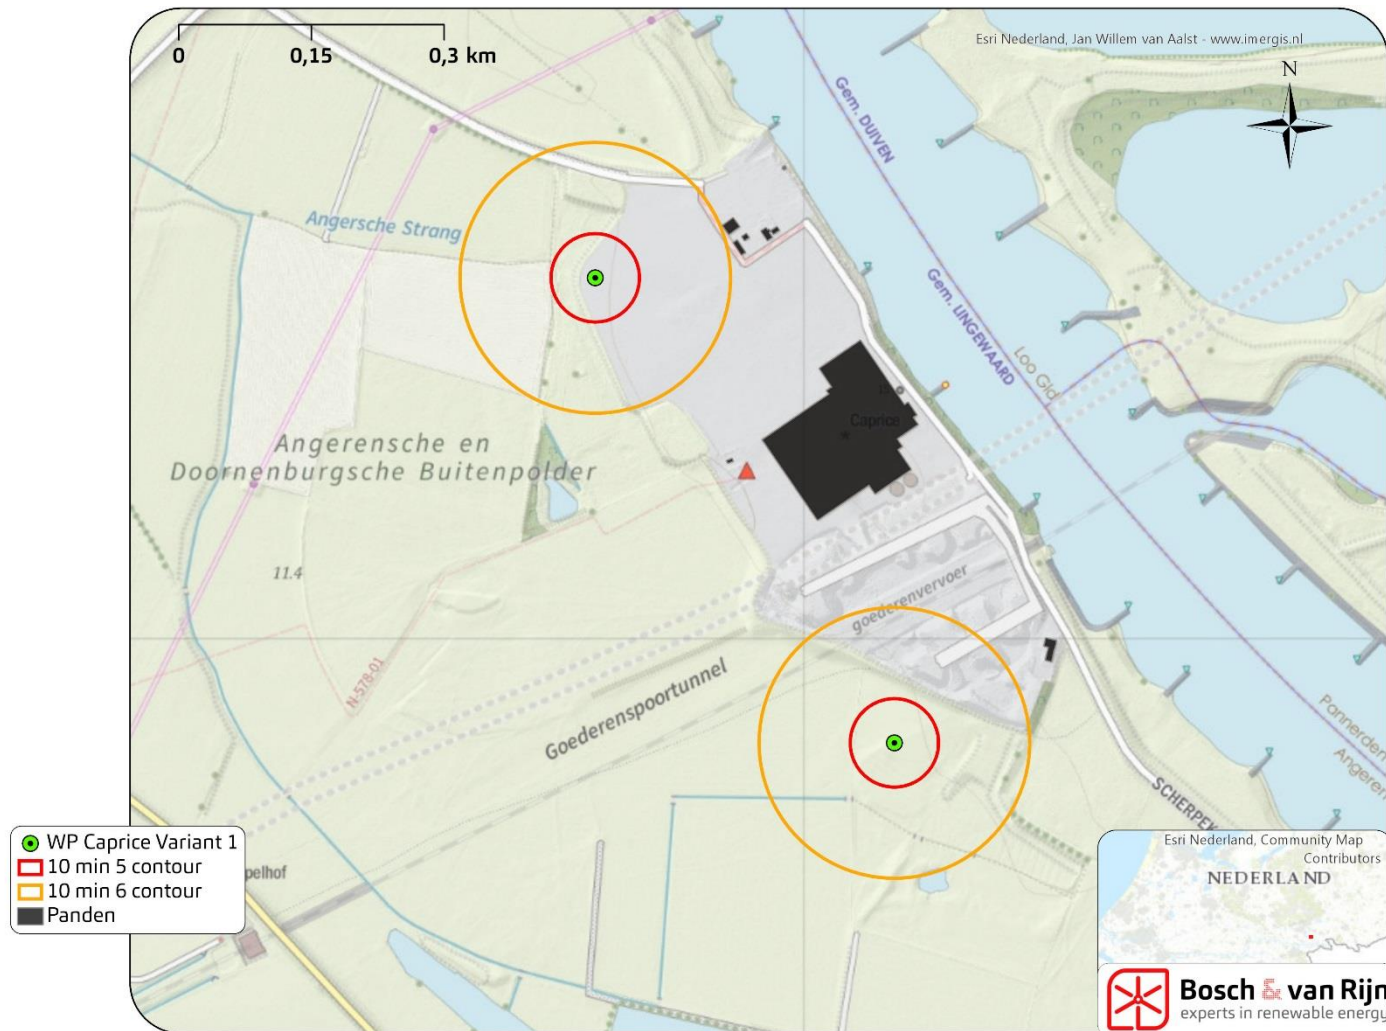 0 0,15 0,3 km
Esri Nederland, Jan Willem van Aalst - www.imergis.nl
N
Gem. DUIVEN
Angersche Strang
Gem. LINGEWAARD
Loo Gld
Caprice
Angerensche en
Doornenburgsche Buitenpolder
11.4
goederenvervoer
N-578-01
Goederenspoortunnel
Pannerden
Angeren
SCHERPEK
WP Caprice Variant 1
10 min 5 contour
10 min 6 contour
Panden
pelhof
Esri Nederland, Community Map
Contributors
NEDERLAND
Bosch & van Rijn
experts in renewable energy